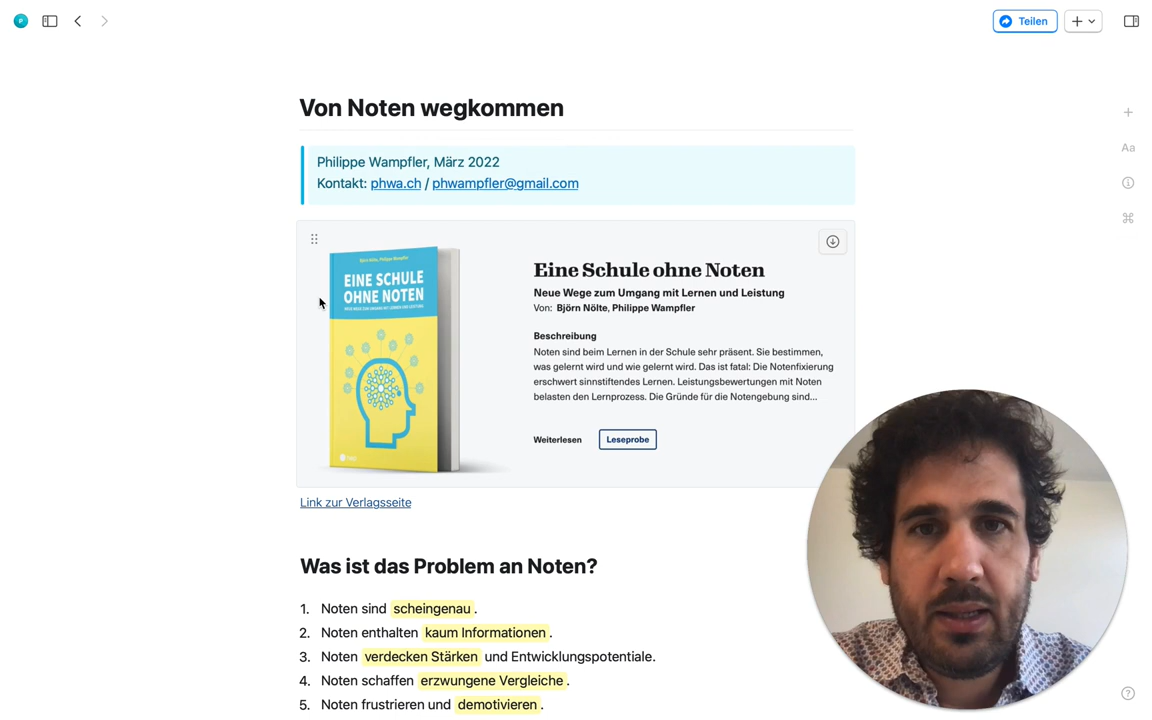 Teilen
Von Noten wegkommen
Philippe Wampfler, März 2022
Kontakt: phwa.ch / phwampfler@gmail.com
EINE SCHULE
OHNE NOTEN
Eine Schule ohne Noten
Neue Wege zum Umgang mit Lernen und Leistung
Von: Björn Nölte, Philippe Wampfler
Beschreibung
Noten sind beim Lernen in der Schule sehr präsent. Sie bestimmen,
was gelernt wird und wie gelernt wird. Das ist fatal: Die Notenfixierung
erschwert sinnstiftendes Lernen. Leistungsbewertungen mit Noten
belasten den Lernprozess. Die Gründe für die Notengebung sind...
Weiterlesen
Leseprobe
Link zur Verlagsseite
Was ist das Problem an Noten?
1. Noten sind scheingenau.
2. Noten enthalten kaum Informationen.
3. Noten verdecken Stärken und Entwicklungspotentiale.
4. Noten schaffen erzwungene Vergleiche.
5. Noten frustrieren und demotivieren.
Aa